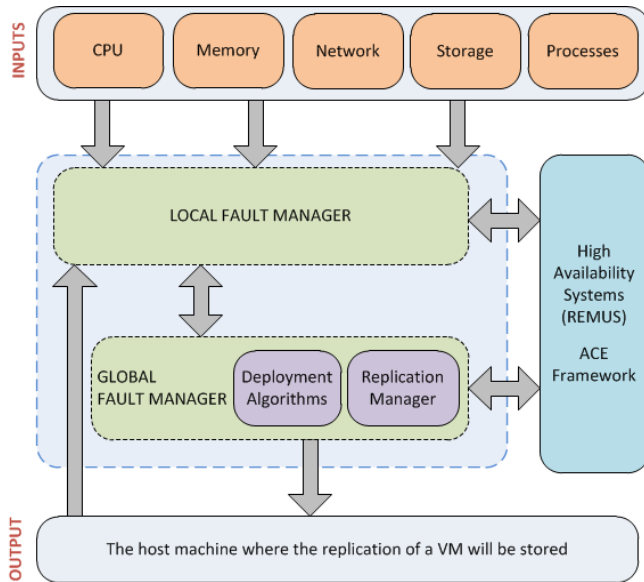 INPUTS
CPU
Memory
Network
Storage
Processes
LOCAL FAULT MANAGER
High
Availability
Systems
(REMUS)
ACE
Framework
GLOBAL
FAULT MANAGER
Deployment
Algorithms
Replication
Manager
OUTPUT
The host machine where the replication of a VM will be stored